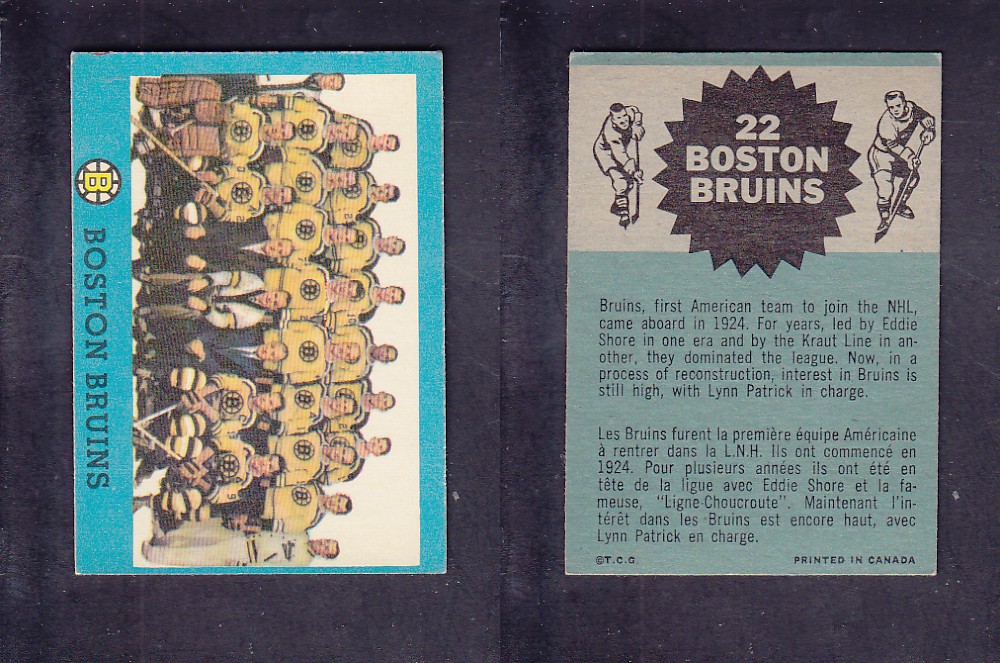 B
BOSTON BRUINS
22
BOSTON
BRUINS
Bruins, first American team to join the NHL,
came aboard in 1924. For years, led by Eddie
Shore in one era and by the Kraut Line in an-
other, they dominated the league. Now, in a
process of reconstruction, interest in Bruins is
still high, with Lynn Patrick in charge.
Les Bruins furent la première équipe Américaine
à rentrer dans la L.N.H. Ils ont commencé en
1924. Pour plusieurs années ils ont été en
tête de la ligue avec Eddie Shore et la fa-
meuse, "Ligne-Choucroute". Maintenant l'in-
térêt dans les Bruins est encore haut, avec
Lynn Patrick en charge.
©T.C.G PRINTED IN CANADA